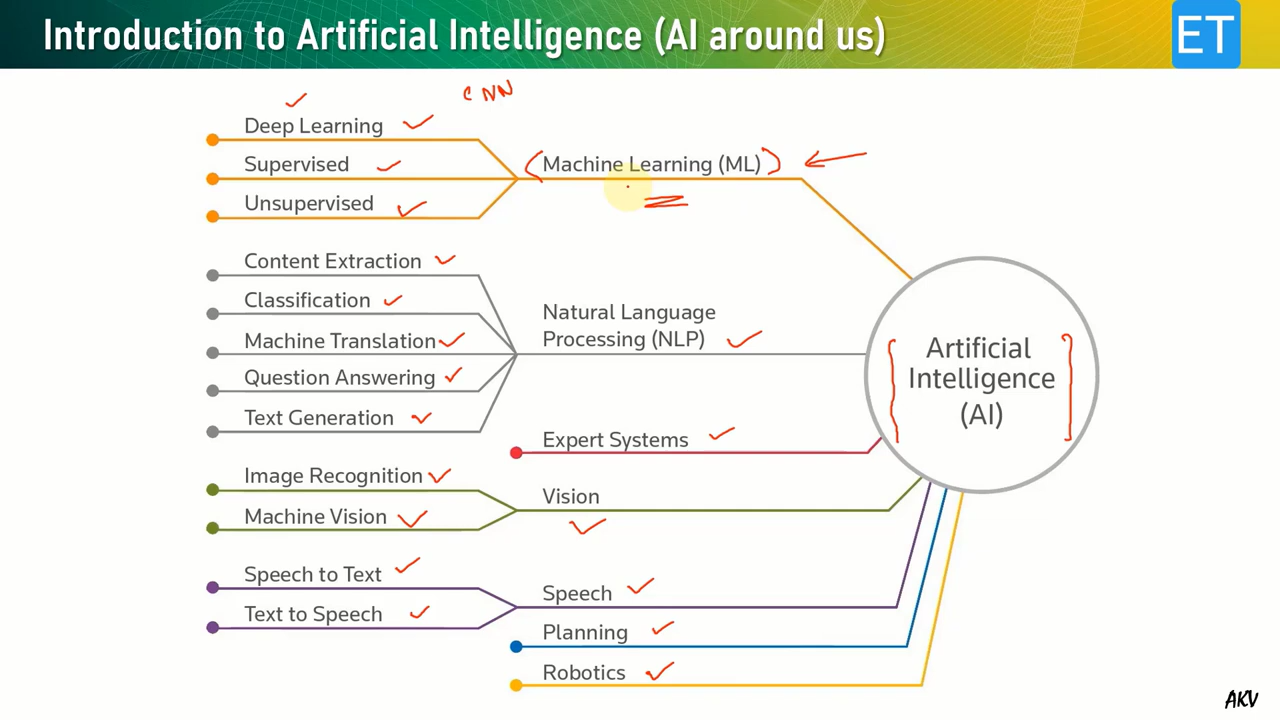 Introduction to Artificial Intelligence (AI around us)
ET
CNN
Deep Learning
Supervised
Unsupervised
Machine Learning (ML)
Content Extraction
Classification
Machine Translation
Question Answering
Text Generation
Natural Language
Processing (NLP)
Expert Systems
Image Recognition
Machine Vision
Vision
Speech to Text
Text to Speech
Speech
Planning
Robotics
Artificial
Intelligence
(AI)
AKV